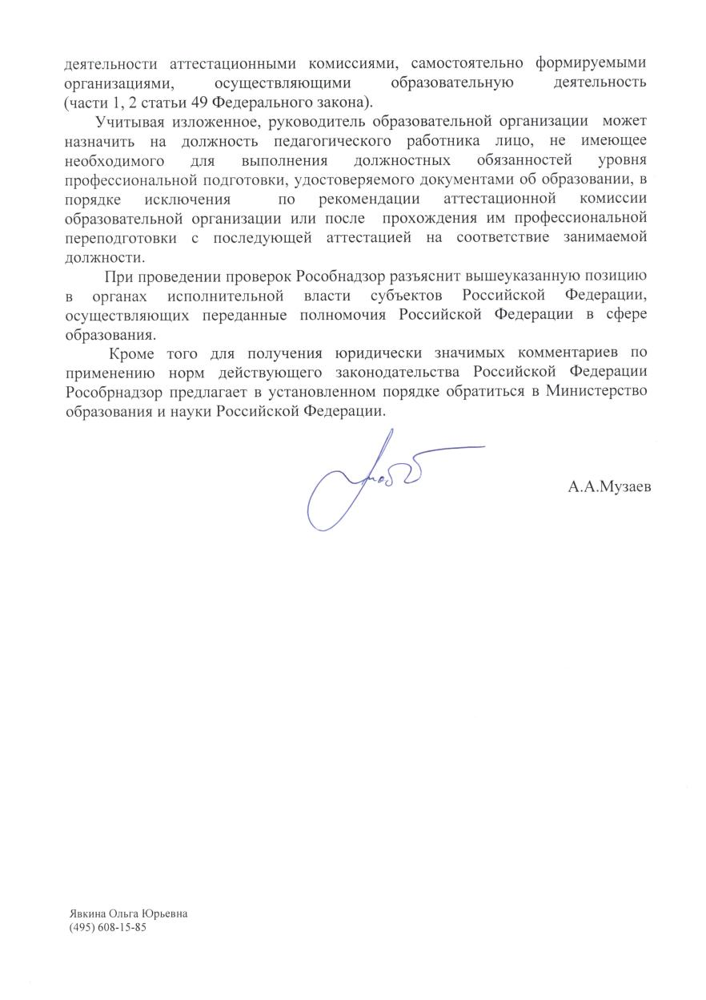 деятельности аттестационными комиссиями, самостоятельно формируемыми
организациями, осуществляющими образовательную деятельность
(части 1, 2 статьи 49 Федерального закона).
Учитывая изложенное, руководитель образовательной организации может
назначить на должность педагогического работника лицо, не имеющее
необходимого для выполнения должностных обязанностей уровня
профессиональной подготовки, удостоверяемого документами об образовании, в
порядке исключения по рекомендации аттестационной комиссии
образовательной организации или после прохождения им профессиональной
переподготовки с последующей аттестацией на соответствие занимаемой
должности.
При проведении проверок Рособнадзор разъяснит вышеуказанную позицию
в органах исполнительной власти субъектов Российской Федерации,
осуществляющих переданные полномочия Российской Федерации в сфере
образования.
Кроме того для получения юридически значимых комментариев по
применению норм действующего законодательства Российской Федерации
Рособрнадзор предлагает в установленном порядке обратиться в Министерство
образования и науки Российской Федерации.
А.А.Музаев
Явкина Ольга Юрьевна
(495) 608-15-85